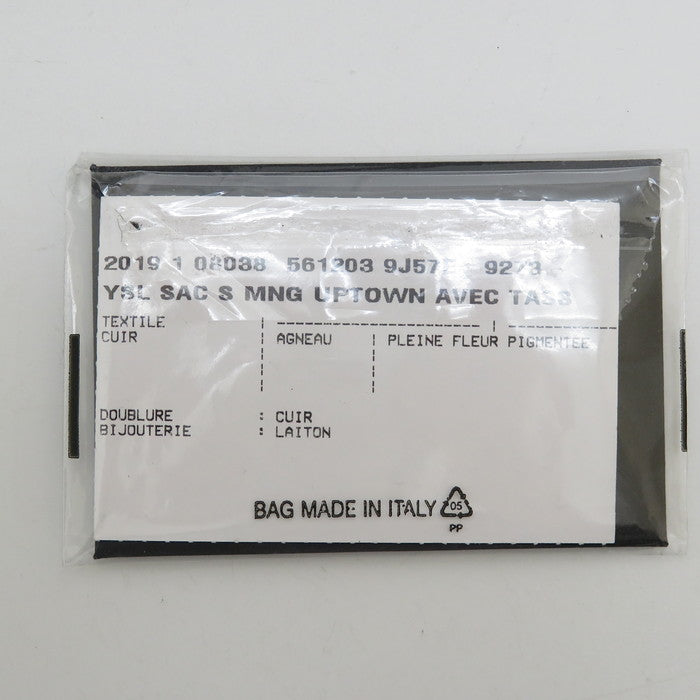 2019 1 561203 9J57
YSL SAC S MNG UPTOWN AVEC TASS
TEXTILE
CUIR AGNEAU PLEINE FLEUR PIGMENTEE
DOUBLURE : CUIR
BIJOUTERIE : LAITON
BAG MADE IN ITALY 05
PP